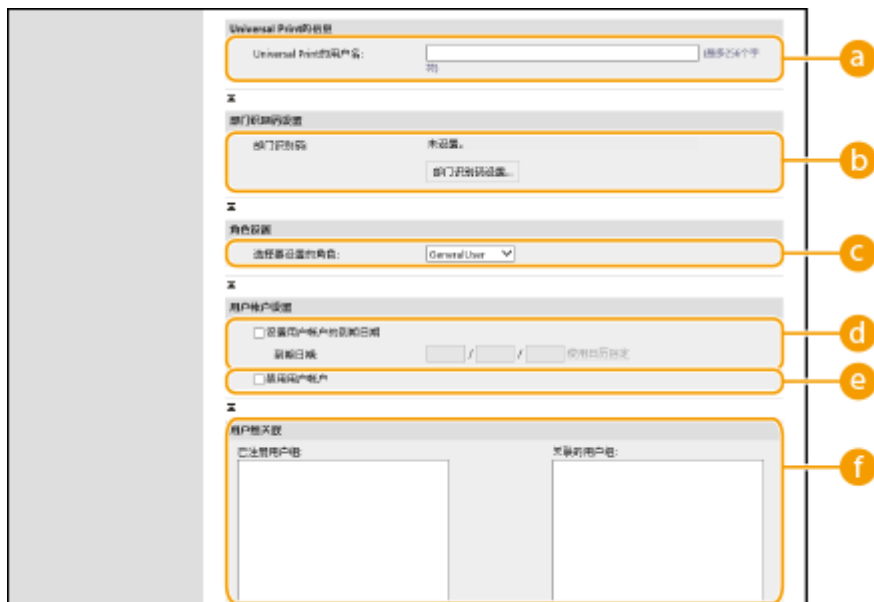 Universal Print的信息
Universal Print的用户名:
(最多256个字
符)
a
部门识别码设置
部门识别码:
未设置。
部门识别码设置...
b
角色设置
选择要设置的角色:
GeneralUser
c
用户帐户设置
设置用户帐户的到期日期
到期日期:
/ / 使用日历指定
d
禁用用户帐户
e
用户组关联
已注册用户组:
关联的用户组:
f